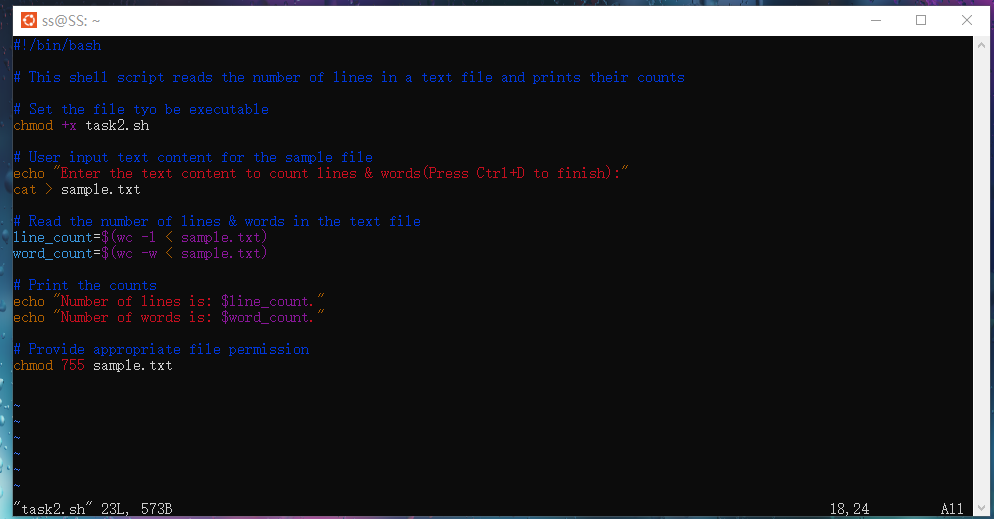 ss@SS: ~
#!/bin/bash
# This shell script reads the number of lines in a text file and prints their counts
# Set the file tyo be executable
chmod +x task2.sh
# User input text content for the sample file
echo "Enter the text content to count lines & words(Press Ctrl+D to finish):"
cat > sample.txt
# Read the number of lines & words in the text file
line_count=$(wc -l < sample.txt)
word_count=$(wc -w < sample.txt)
# Print the counts
echo "Number of lines is: $line_count."
echo "Number of words is: $word_count."
# Provide appropriate file permission
chmod 755 sample.txt
~
~
~
~
~
~
"task2.sh" 23L, 573B 18,24 All